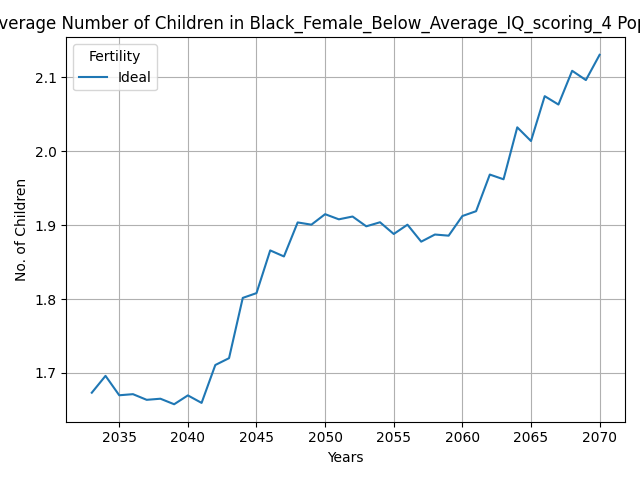 verage Number of Children in Black_Female_Below_Average_IQ_scoring_4 Pop
Fertility
Ideal
2.1
2.0
1.9
1.8
1.7
No. of Children
2035 2040 2045 2050 2055 2060 2065 2070
Years